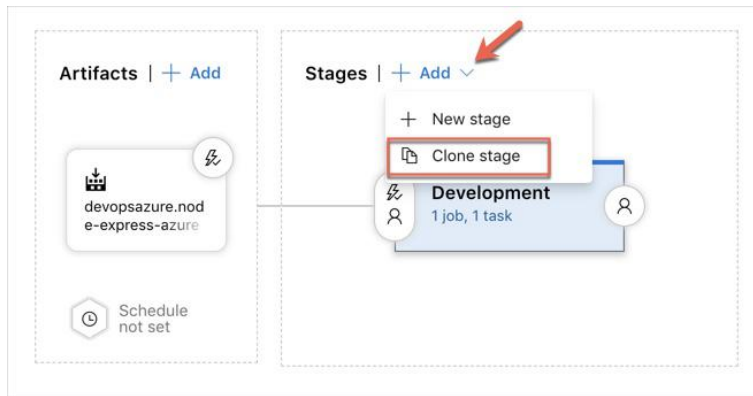 Artifacts | + Add
Stages | + Add
+ New stage
Clone stage
devopsazure.nod
e-express-azure
Development
1 job, 1 task
Schedule
not set